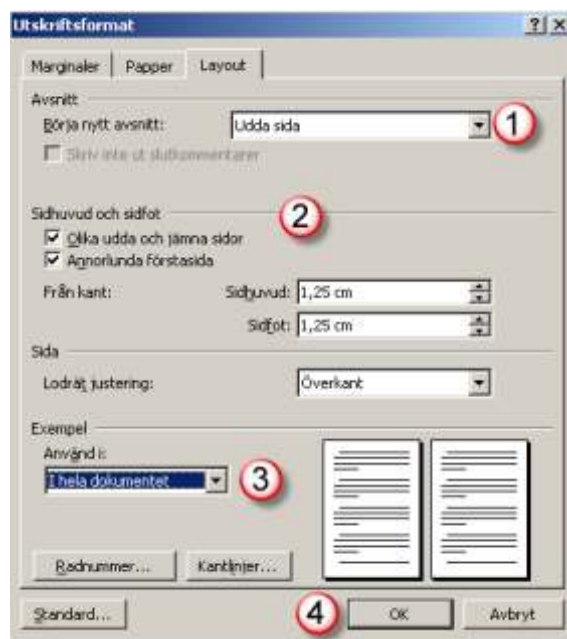 Utskriftsformat
Marginaler Papper Layout
Avsnitt
Börja nytt avsnitt: Udda sida 1
Skriv inte ut slutkommentarer
Sidhuvud och sidfot 2
Olika udda och jämna sidor
Annorlunda förstasida
Från kant: Sidhuvud: 1,25 cm
Sidfot: 1,25 cm
Sida
Lodrät justering: Överkant
Exempel
Använd i:
I hela dokumentet 3
Radnummer... Kantlinjer...
Standard... 4 OK Avbryt